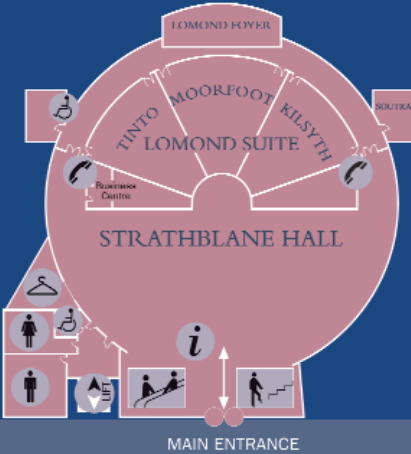 LOMOND FOYER
MOORFOOT
TINTO
KILSYTH
SOUTRA
LOMOND SUITE
Business
Centre
STRATHBLANE HALL
i
LIFT
MAIN ENTRANCE